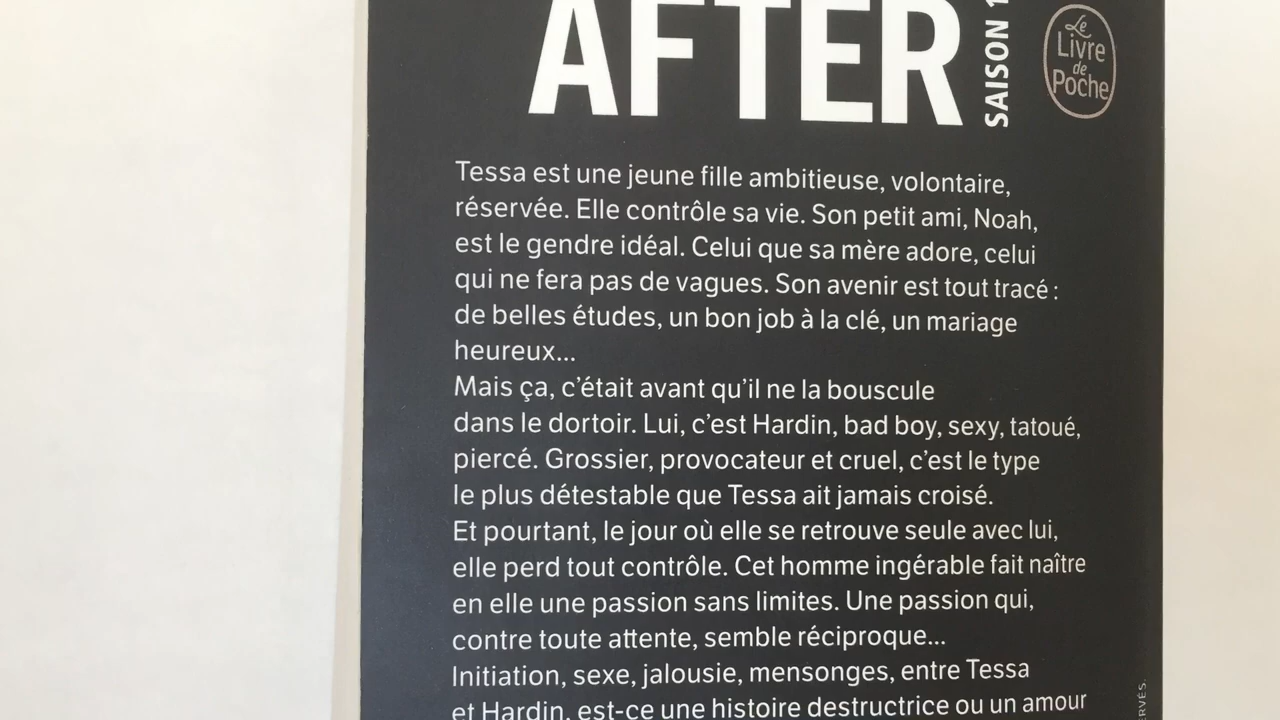 AFTER
SAISON 1
Le
Livre
de
Poche
Tessa est une jeune fille ambitieuse, volontaire,
réservée. Elle contrôle sa vie. Son petit ami, Noah,
est le gendre idéal. Celui que sa mère adore, celui
qui ne fera pas de vagues. Son avenir est tout tracé :
de belles études, un bon job à la clé, un mariage
heureux...
Mais ça, c’était avant qu’il ne la bouscule
dans le dortoir. Lui, c’est Hardin, bad boy, sexy, tatoué,
piercé. Grossier, provocateur et cruel, c’est le type
le plus détestable que Tessa ait jamais croisé.
Et pourtant, le jour où elle se retrouve seule avec lui,
elle perd tout contrôle. Cet homme ingérable fait naître
en elle une passion sans limites. Une passion qui,
contre toute attente, semble réciproque...
Initiation, sexe, jalousie, mensonges, entre Tessa
et Hardin, est-ce une histoire destructrice ou un amour